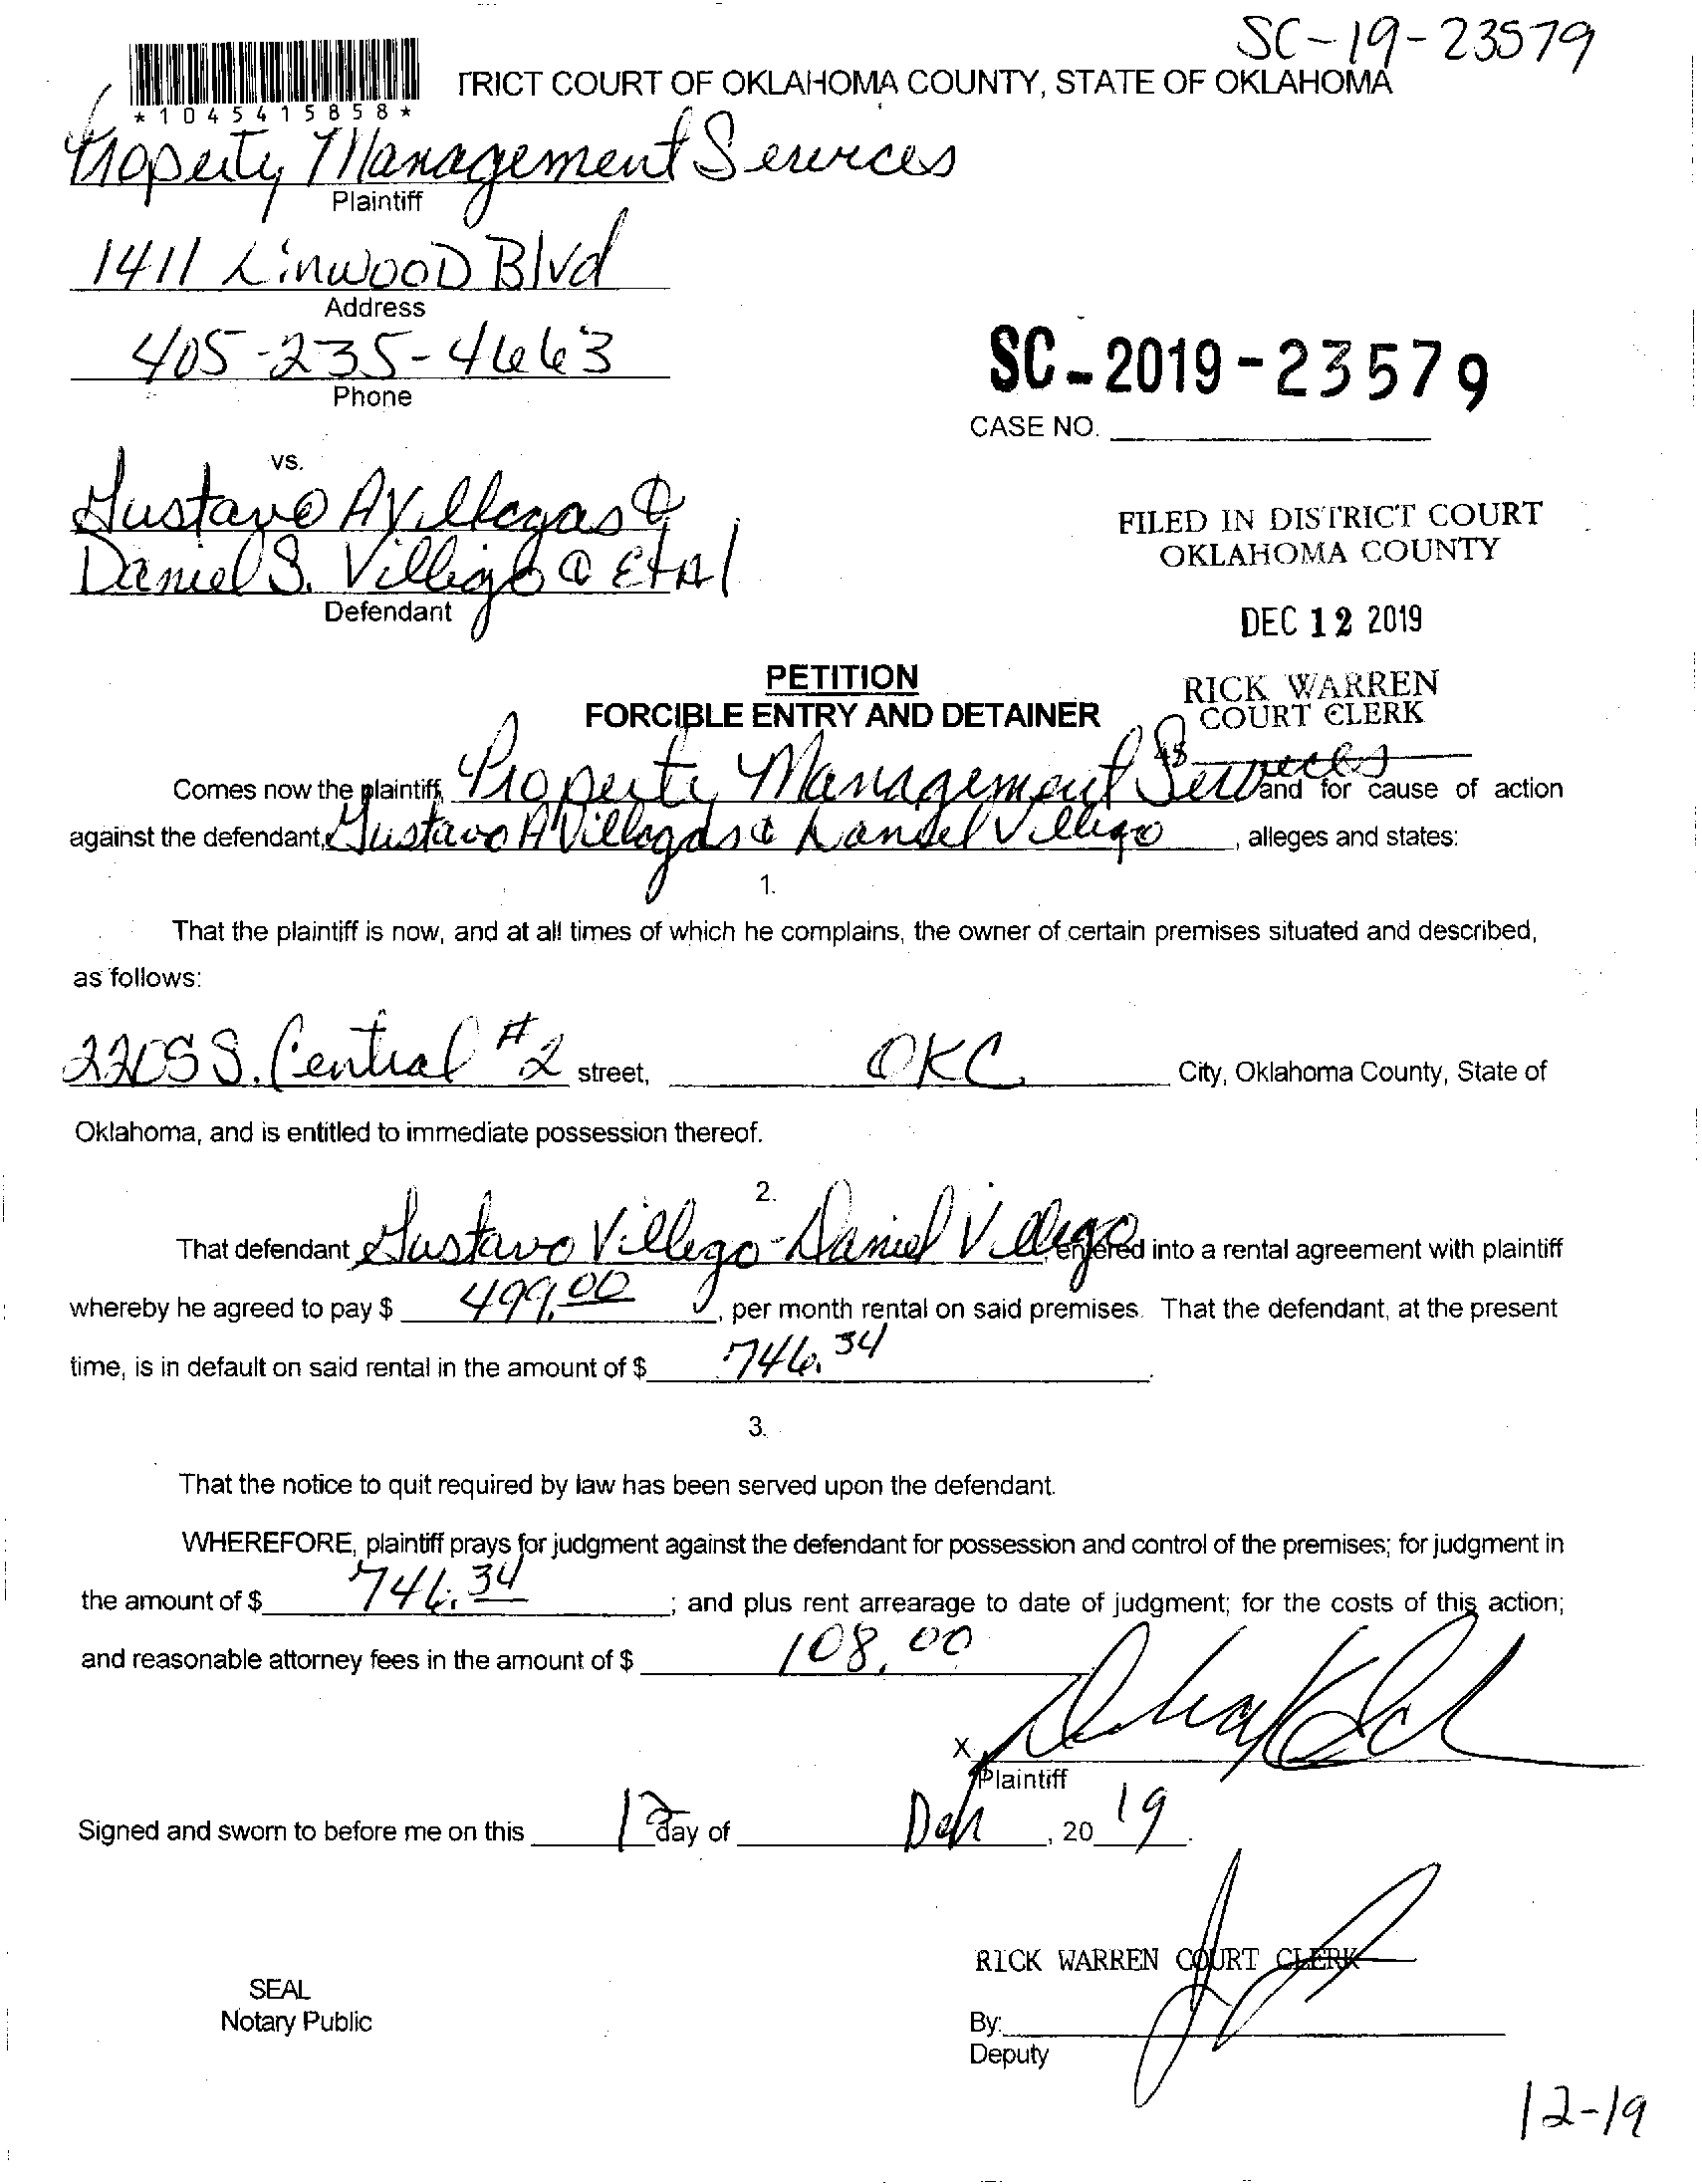 SC-19-23579
TRICT COURT OF OKLAHOMA COUNTY, STATE OF OKLAHOMA
*1045415858*
Property Management Services
Plaintiff
1411 Linwood Blvd
Address
405-235-4663
Phone
SC-2019-23579
CASE NO.
vs.
Gustavo A Villegas &
Daniel S. Villego & EtAl
Defendant
FILED IN DISTRICT COURT
OKLAHOMA COUNTY
DEC 12 2019
RICK WARREN
COURT CLERK
PETITION
FORCIBLE ENTRY AND DETAINER
Comes now the plaintiff, Property Management Services and for cause of action
against the defendant, Gustavo A Villegas & Daniel Villego, alleges and states:
1.
That the plaintiff is now, and at all times of which he complains, the owner of certain premises situated and described,
as follows:
2205 S. Central #2 street, OKC City, Oklahoma County, State of
Oklahoma, and is entitled to immediate possession thereof.
2.
That defendant Gustavo Villego - Daniel Villego, entered into a rental agreement with plaintiff
whereby he agreed to pay $ 499.00, per month rental on said premises. That the defendant, at the present
time, is in default on said rental in the amount of $ 746.34.
3.
That the notice to quit required by law has been served upon the defendant.
WHEREFORE, plaintiff prays for judgment against the defendant for possession and control of the premises; for judgment in
the amount of $ 746.34; and plus rent arrearage to date of judgment; for the costs of this action;
and reasonable attorney fees in the amount of $ 108.00
X
Plaintiff
Signed and sworn to before me on this 12 day of Dec, 20 19.
RICK WARREN COURT CLERK
SEAL
Notary Public
By:
Deputy
12-19